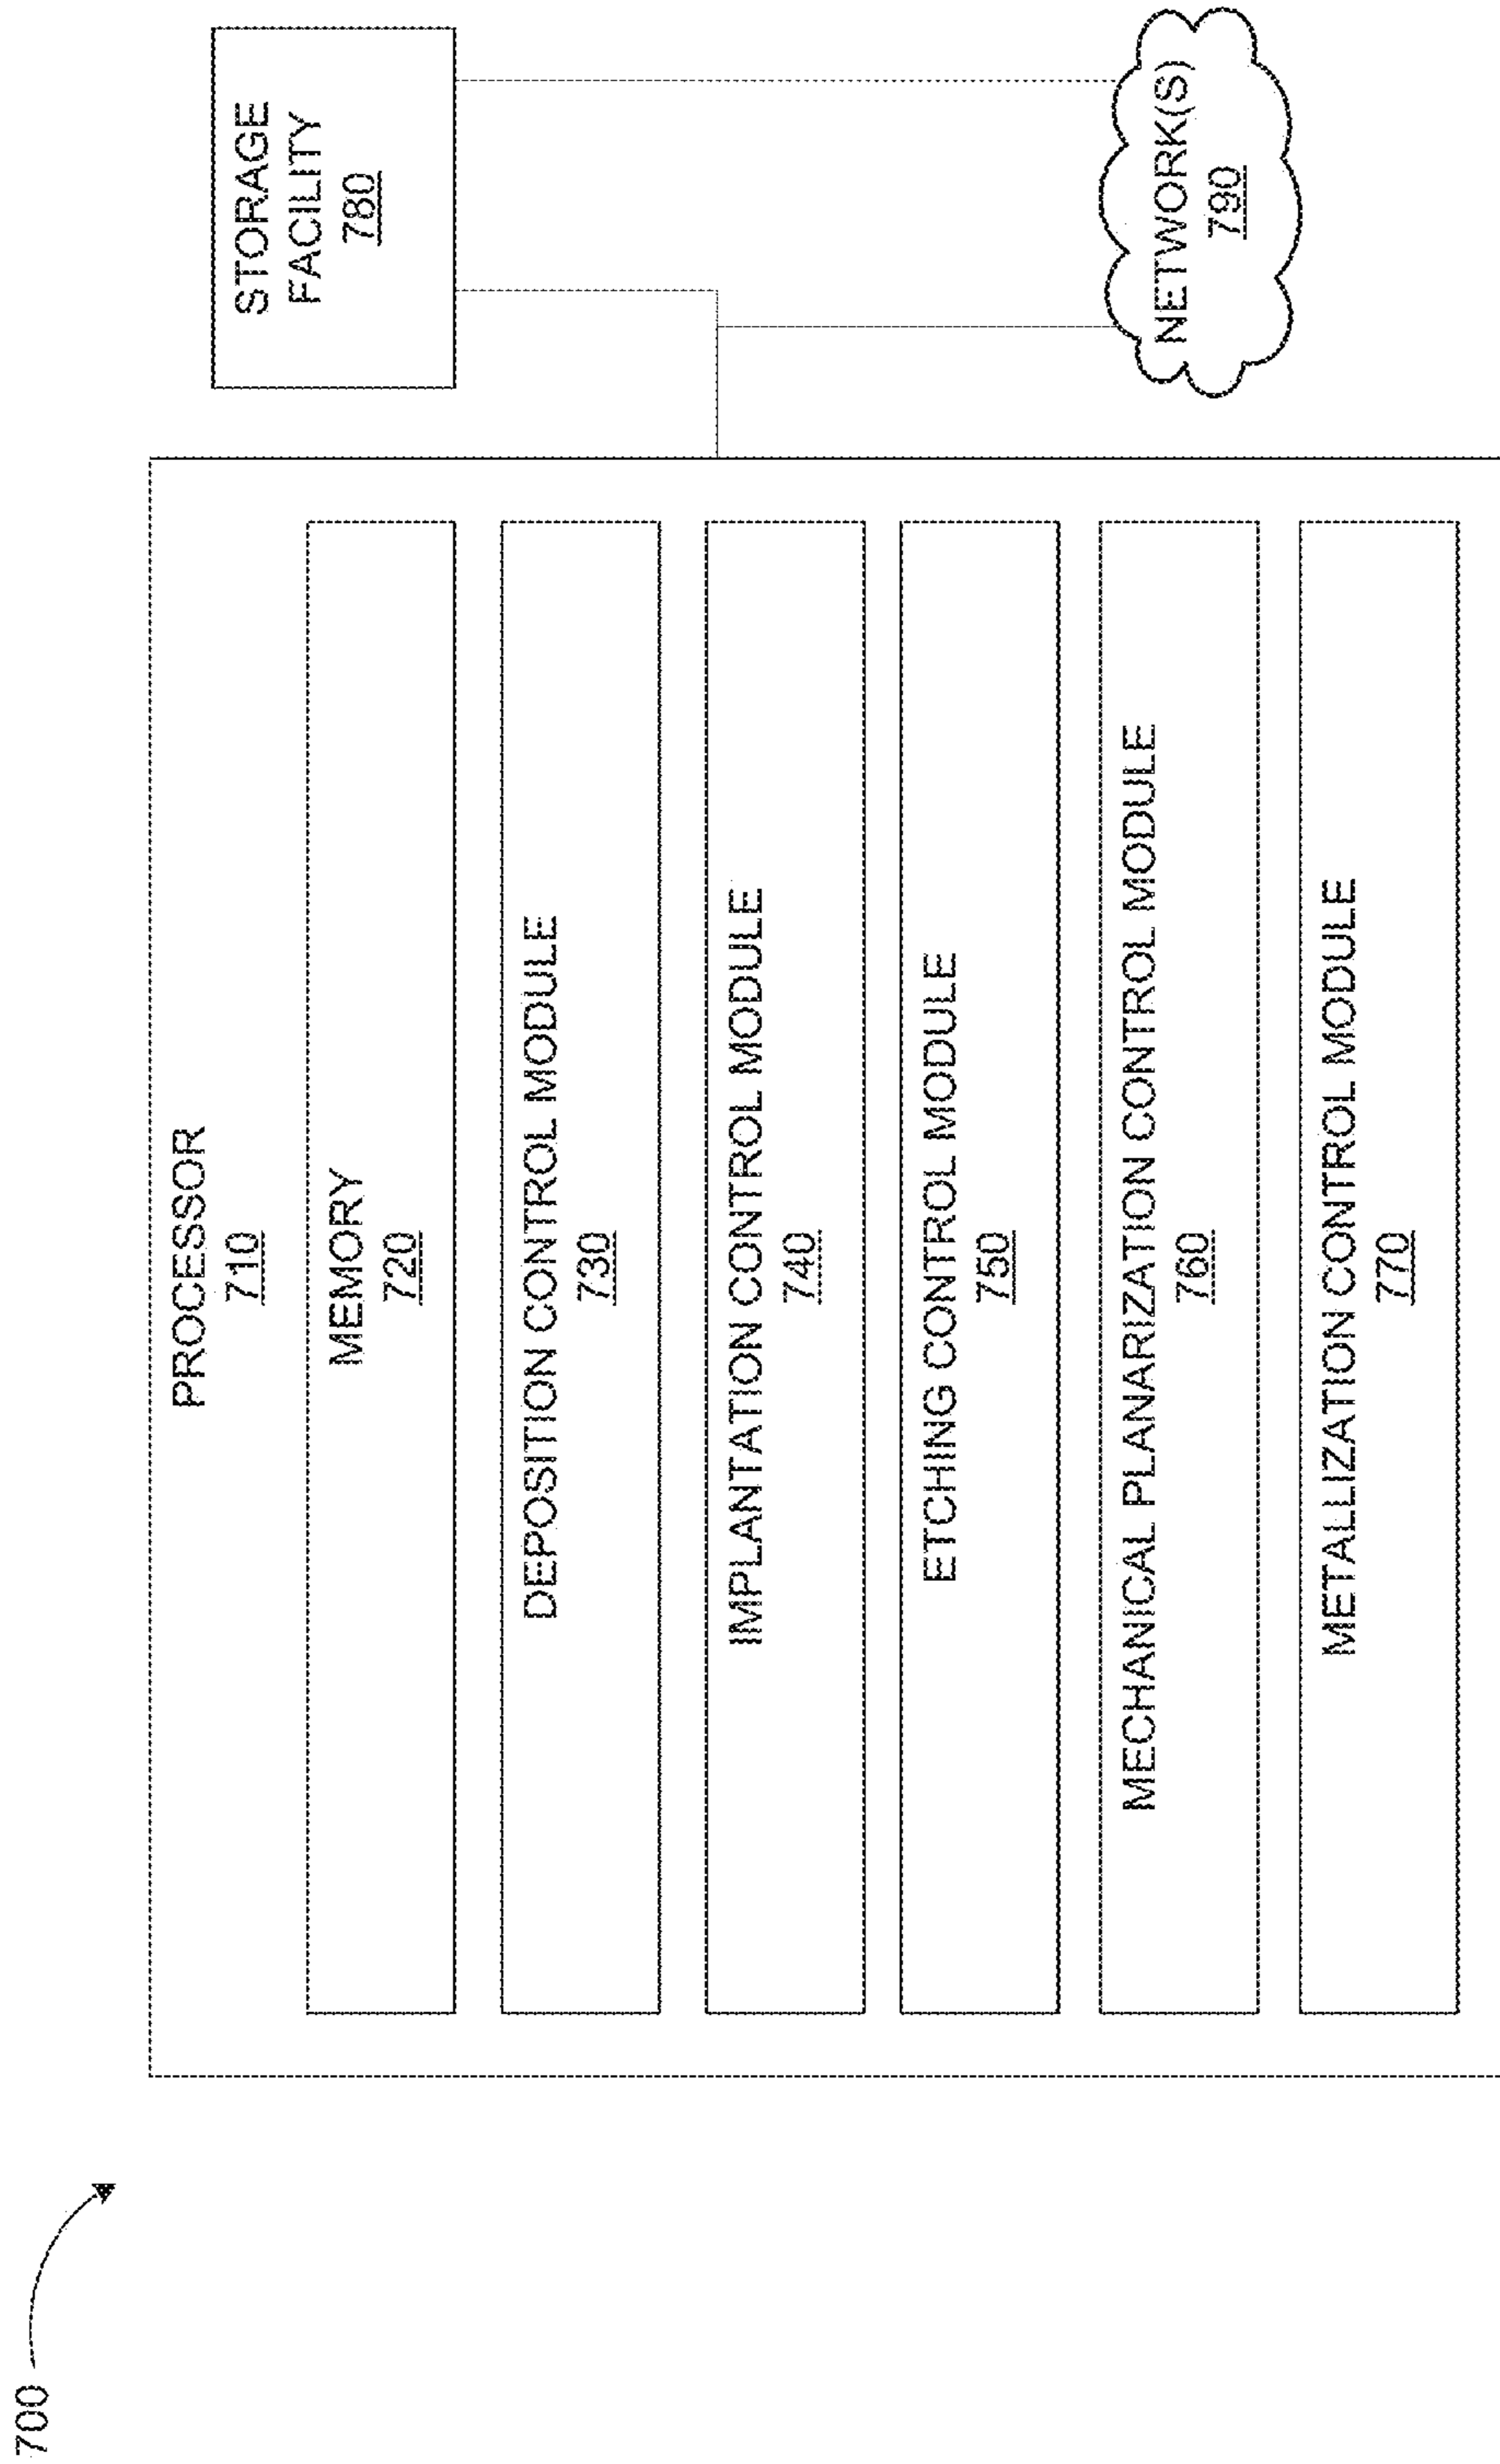 700
PROCESSOR
710
MEMORY
720
DEPOSITION CONTROL MODULE
730
IMPLANTATION CONTROL MODULE
740
ETCHING CONTROL MODULE
750
MECHANICAL PLANARIZATION CONTROL MODULE
760
METALLIZATION CONTROL MODULE
770
STORAGE
FACILITY
780
NETWORK(S)
790